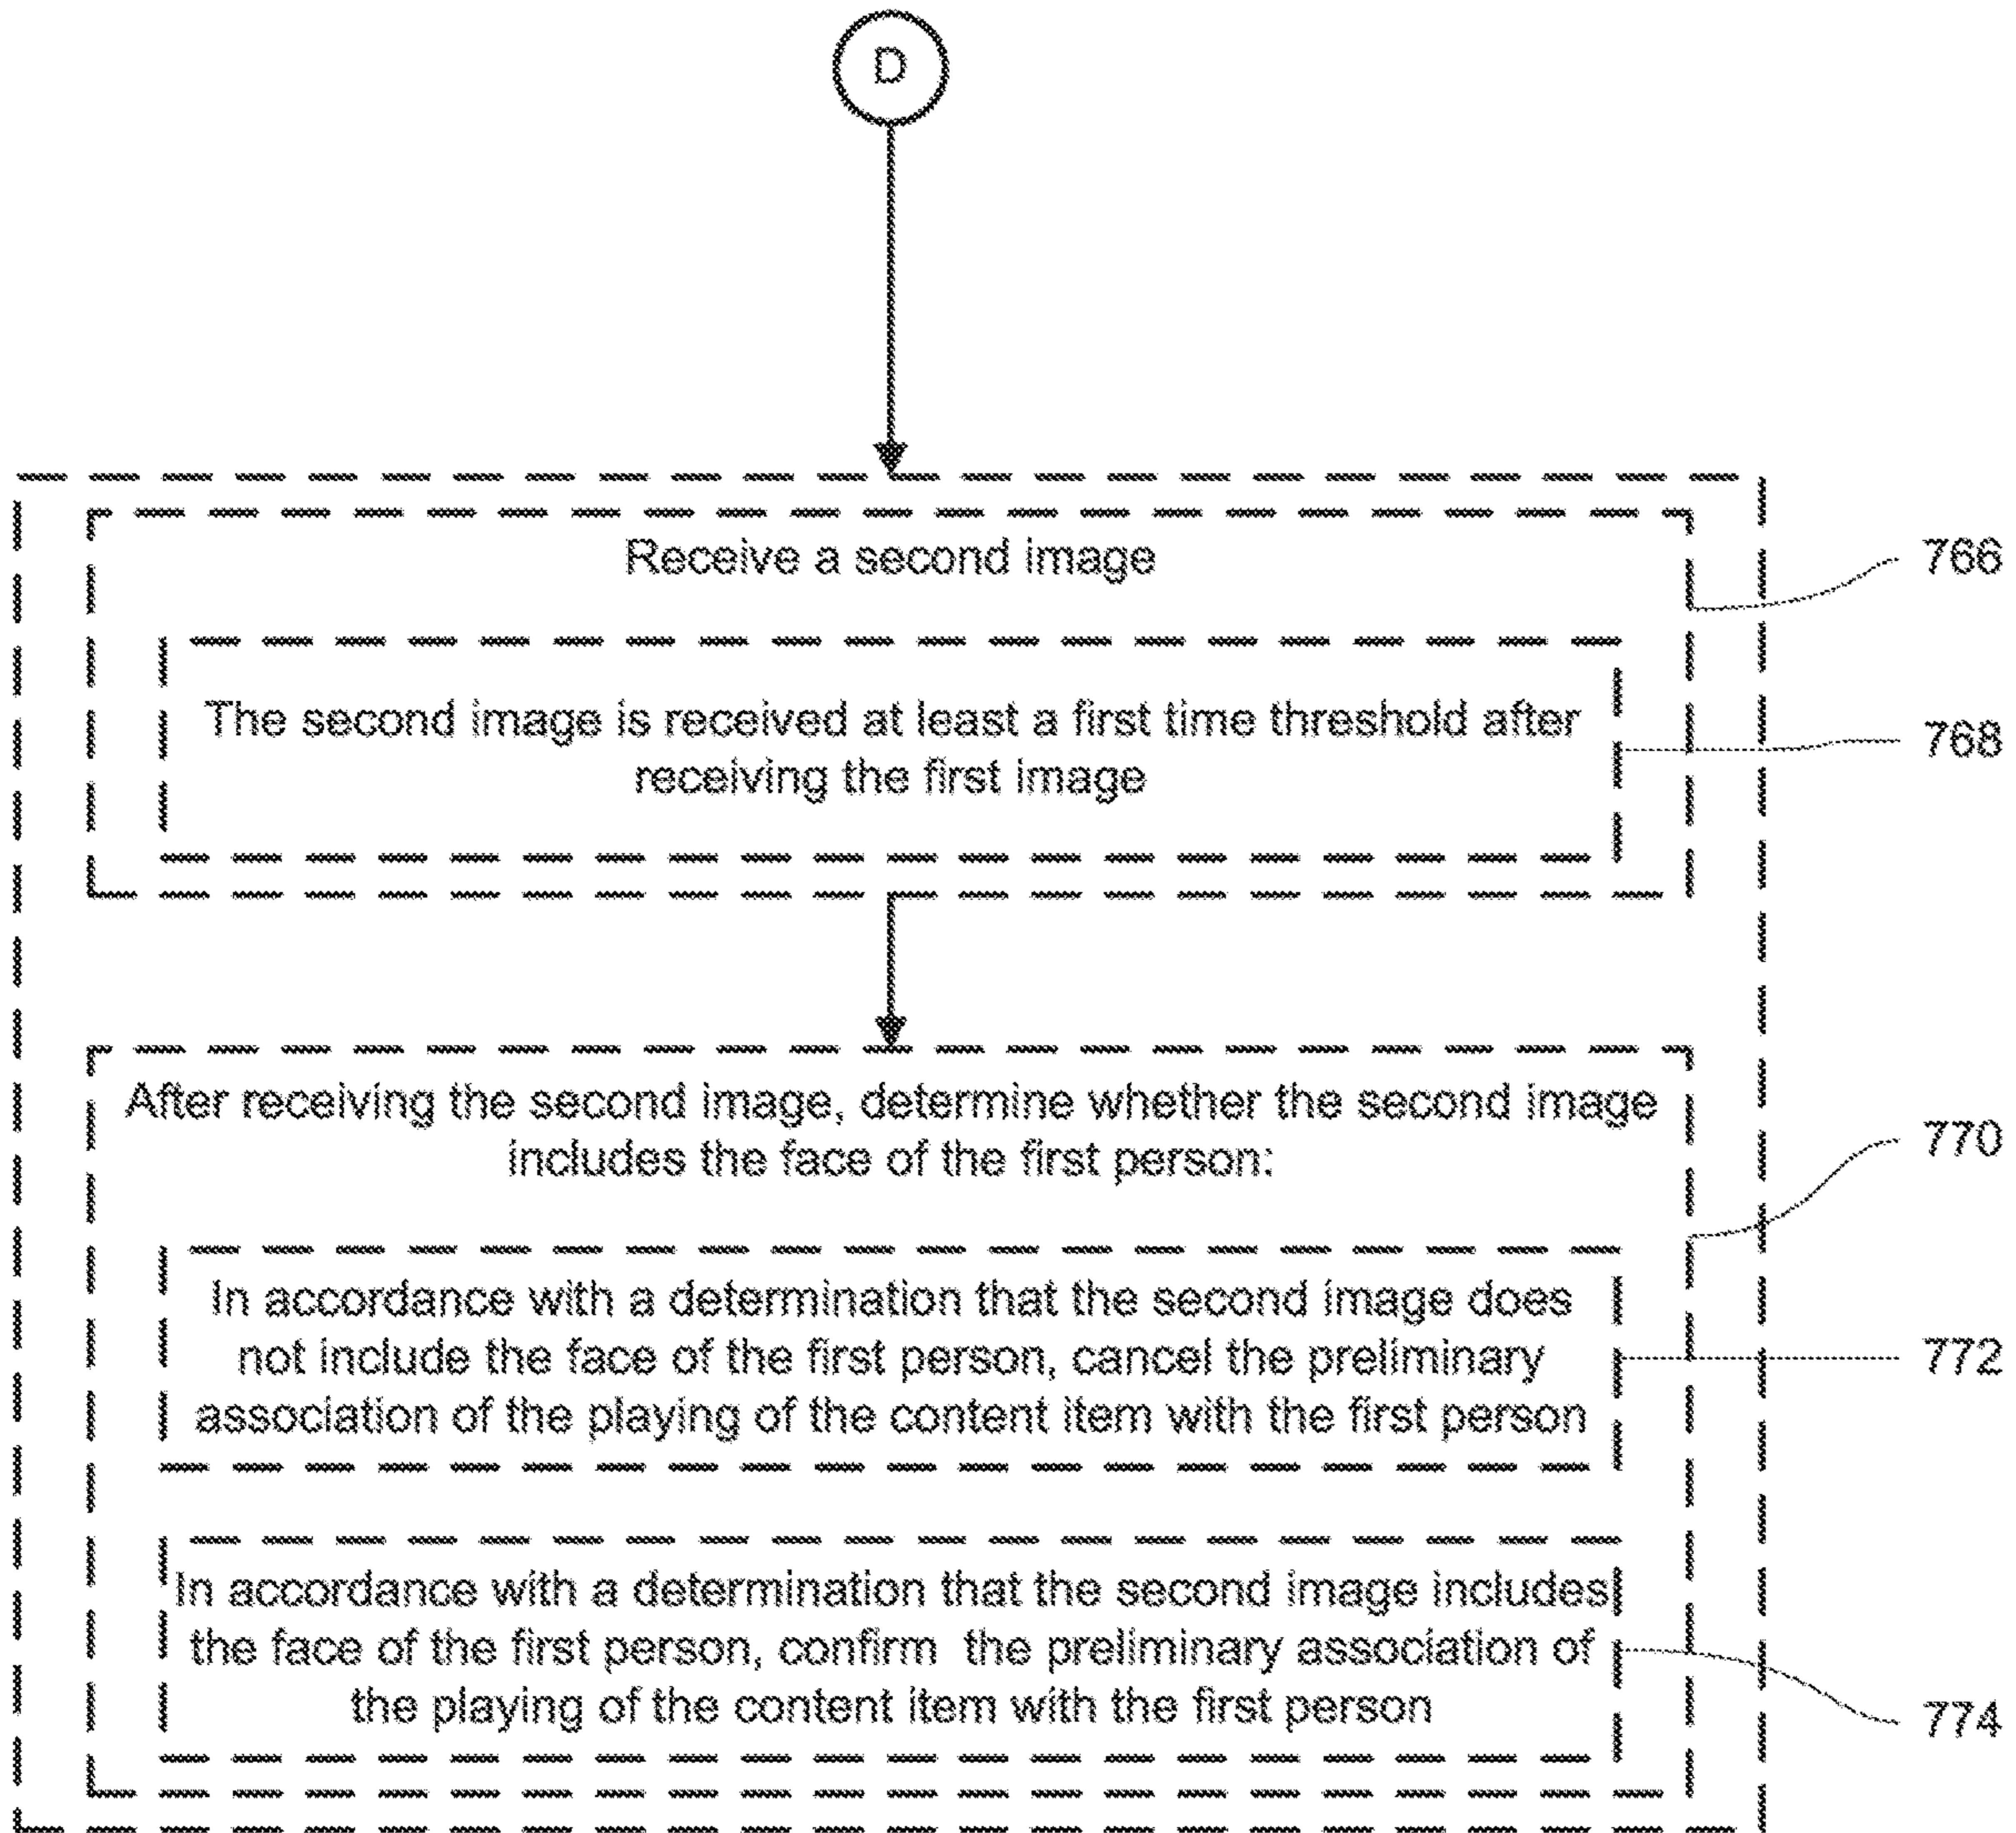 D
Receive a second image
766
The second image is received at least a first time threshold after
receiving the first image
768
After receiving the second image, determine whether the second image
includes the face of the first person:
770
In accordance with a determination that the second image does
not include the face of the first person, cancel the preliminary
association of the playing of the content item with the first person
772
In accordance with a determination that the second image includes
the face of the first person, confirm the preliminary association of
the playing of the content item with the first person
774